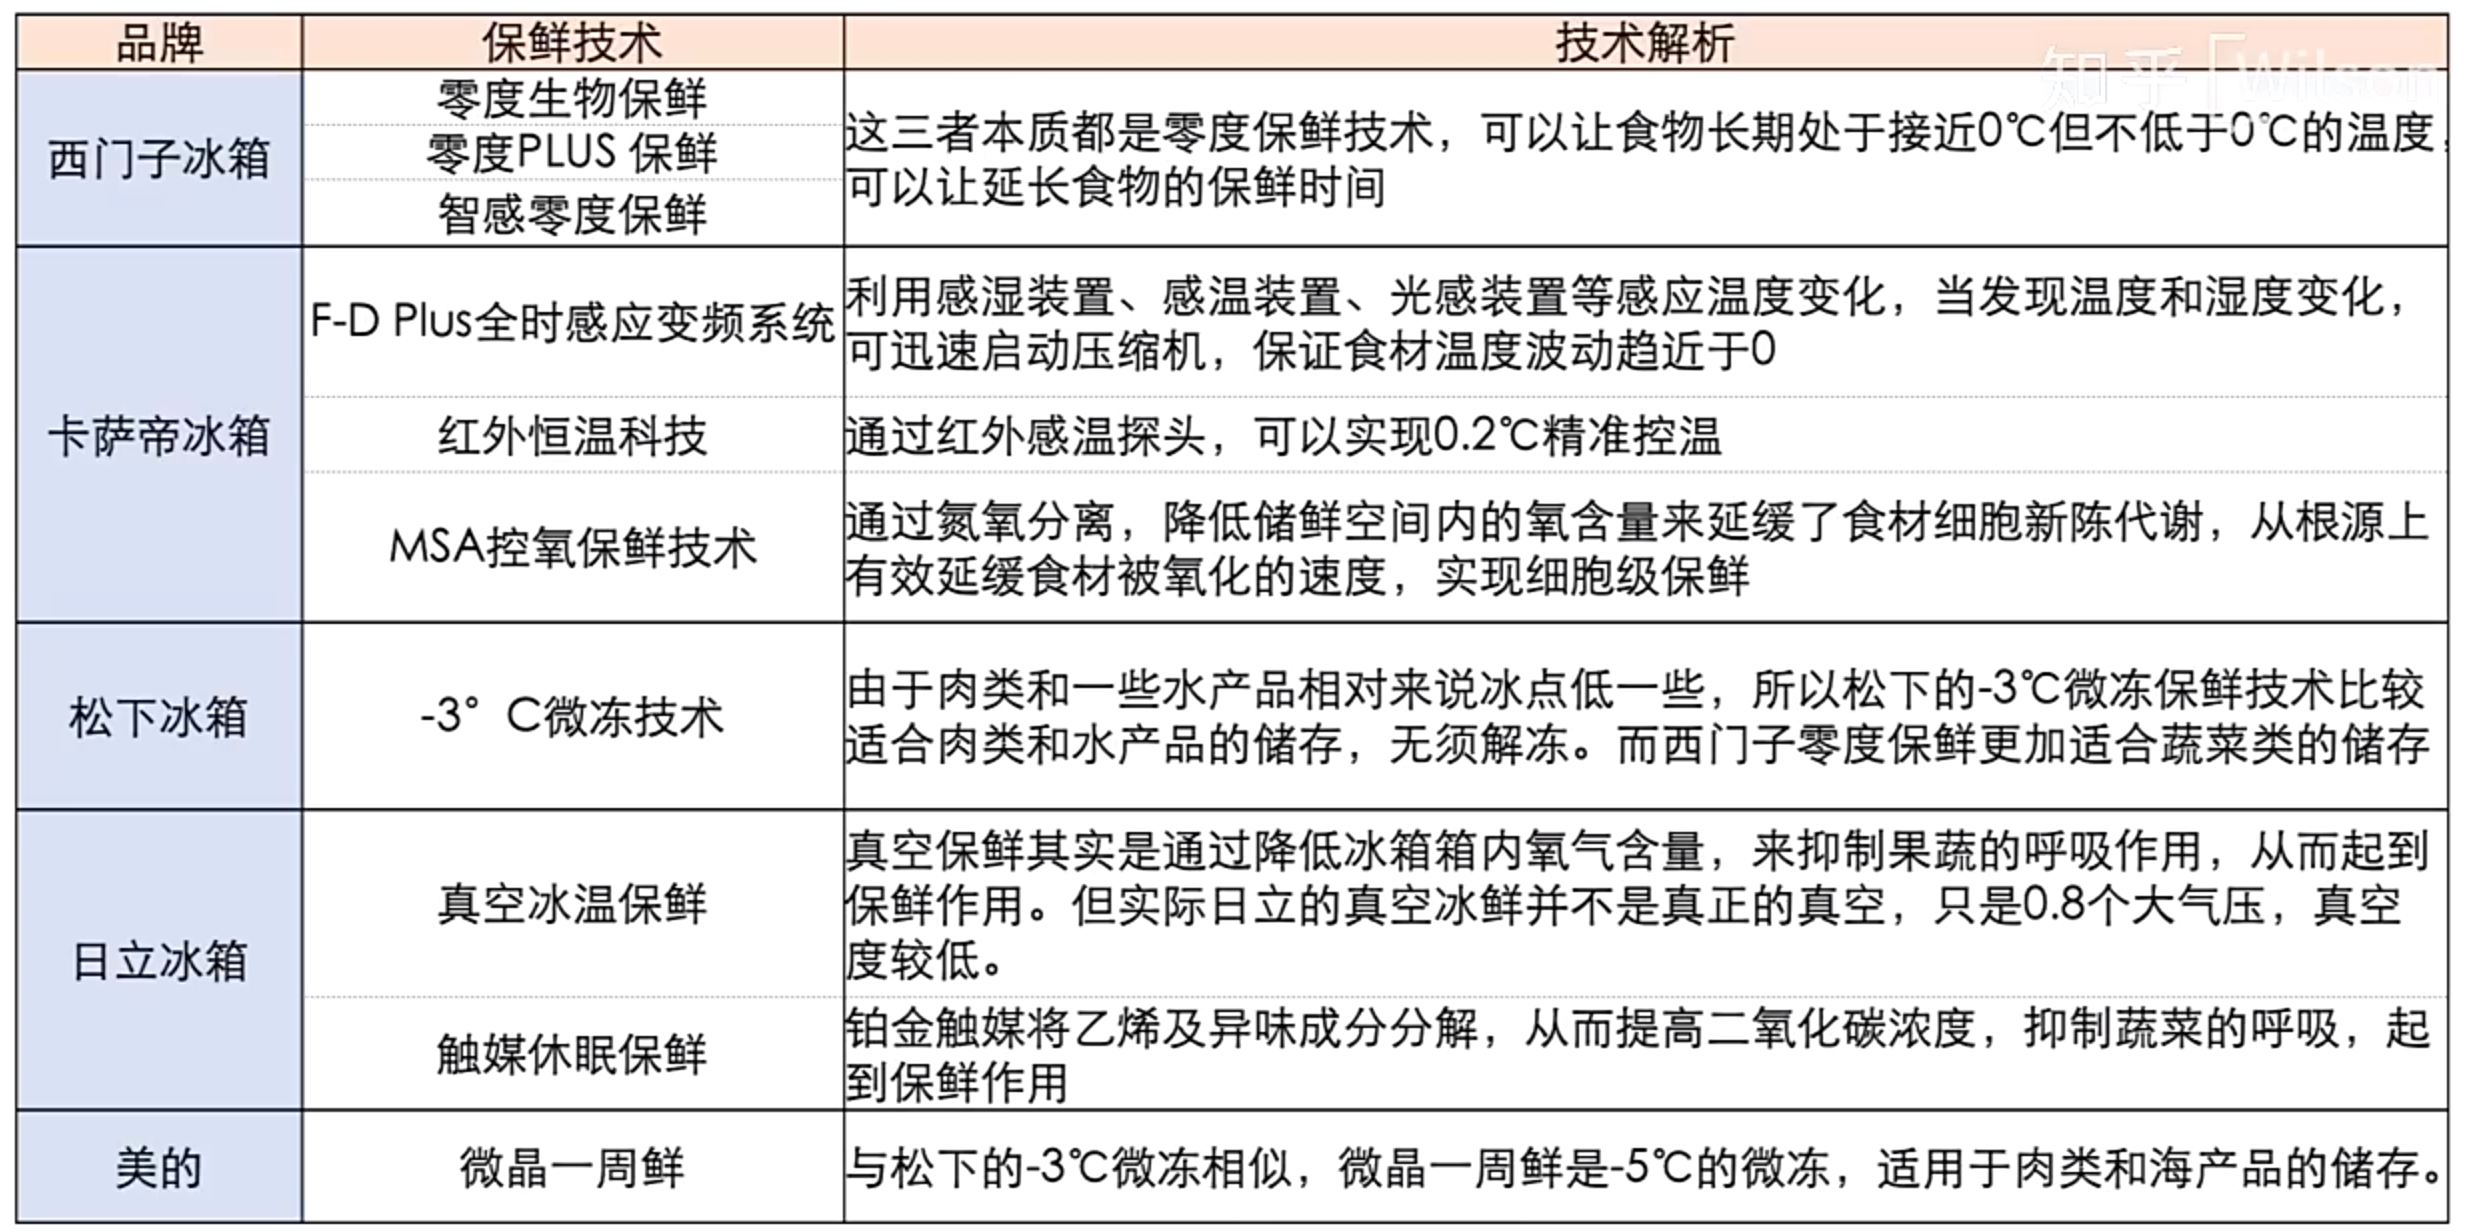 品牌 保鲜技术 技术解析
知乎「Wilson
西门子冰箱
零度生物保鲜
零度PLUS 保鲜
智感零度保鲜
这三者本质都是零度保鲜技术，可以让食物长期处于接近0℃但不低于0℃的温度，
可以让延长食物的保鲜时间
卡萨帝冰箱
F-D Plus全时感应变频系统
利用感湿装置、感温装置、光感装置等感应温度变化，当发现温度和湿度变化，
可迅速启动压缩机，保证食材温度波动趋近于0
红外恒温科技
通过红外感温探头，可以实现0.2℃精准控温
MSA控氧保鲜技术
通过氮氧分离，降低储鲜空间内的氧含量来延缓了食材细胞新陈代谢，从根源上
有效延缓食材被氧化的速度，实现细胞级保鲜
松下冰箱
-3°C微冻技术
由于肉类和一些水产品相对来说冰点低一些，所以松下的-3℃微冻保鲜技术比较
适合肉类和水产品的储存，无须解冻。而西门子零度保鲜更加适合蔬菜类的储存
日立冰箱
真空冰温保鲜
真空保鲜其实是通过降低冰箱箱内氧气含量，来抑制果蔬的呼吸作用，从而起到
保鲜作用。但实际日立的真空冰鲜并不是真正的真空，只是0.8个大气压，真空
度较低。
触媒休眠保鲜
铂金触媒将乙烯及异味成分分解，从而提高二氧化碳浓度，抑制蔬菜的呼吸，起
到保鲜作用
美的
微晶一周鲜
与松下的-3℃微冻相似，微晶一周鲜是-5℃的微冻，适用于肉类和海产品的储存。